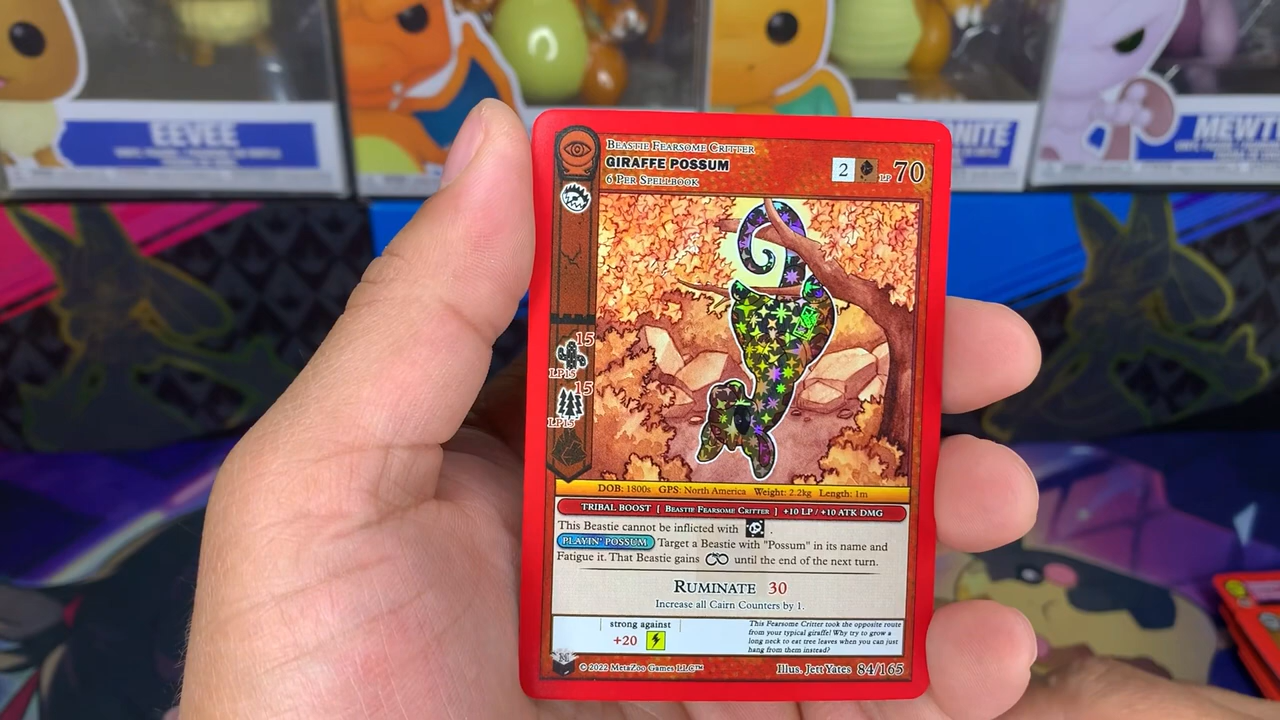 EEVEE
NITE
MEWT
BEASTIE FEARSOME CRITTER
GIRAFFE POSSUM
6 PER SPELLBOOK
2 LP 70
15
LP15
15
LP15
DOB: 1800s GPS: North America Weight: 2.2kg Length: 1m
TRIBAL BOOST [ BEASTIE FEARSOME CRITTER ] +10 LP / +10 ATK DMG
This Beastie cannot be inflicted with .
PLAYIN' POSSUM Target a Beastie with "Possum" in its name and
Fatigue it. That Beastie gains until the end of the next turn.
RUMINATE 30
Increase all Cairn Counters by 1.
strong against
+20
This Fearsome Critter took the opposite route
from your typical giraffe! Why try to grow a
long neck to eat tree leaves when you can just
hang from them instead?
© 2022 MetaZoo Games LLC™ Illus. Jett Yates 84/165